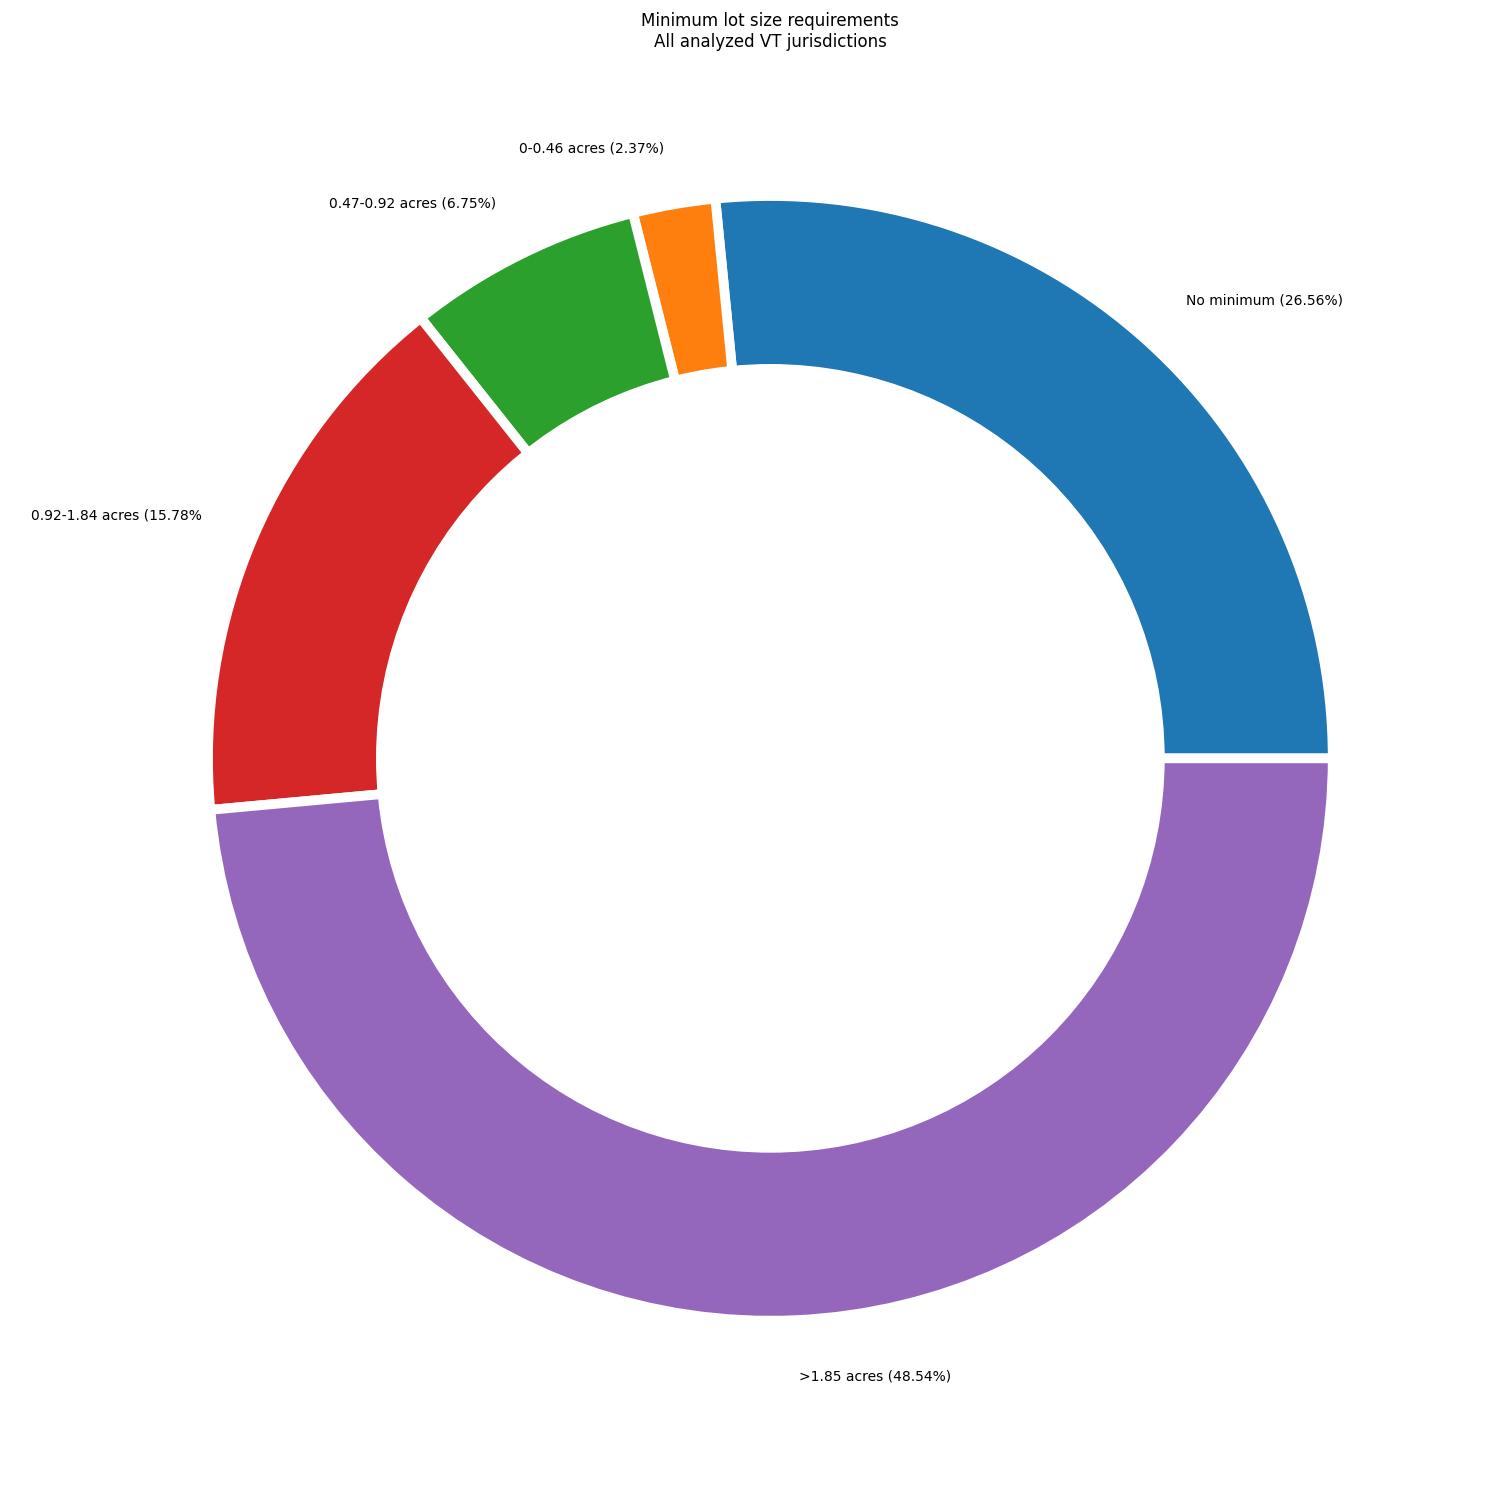 Minimum lot size requirements
All analyzed VT jurisdictions
0-0.46 acres (2.37%)
0.47-0.92 acres (6.75%)
No minimum (26.56%)
0.92-1.84 acres (15.78%
>1.85 acres (48.54%)